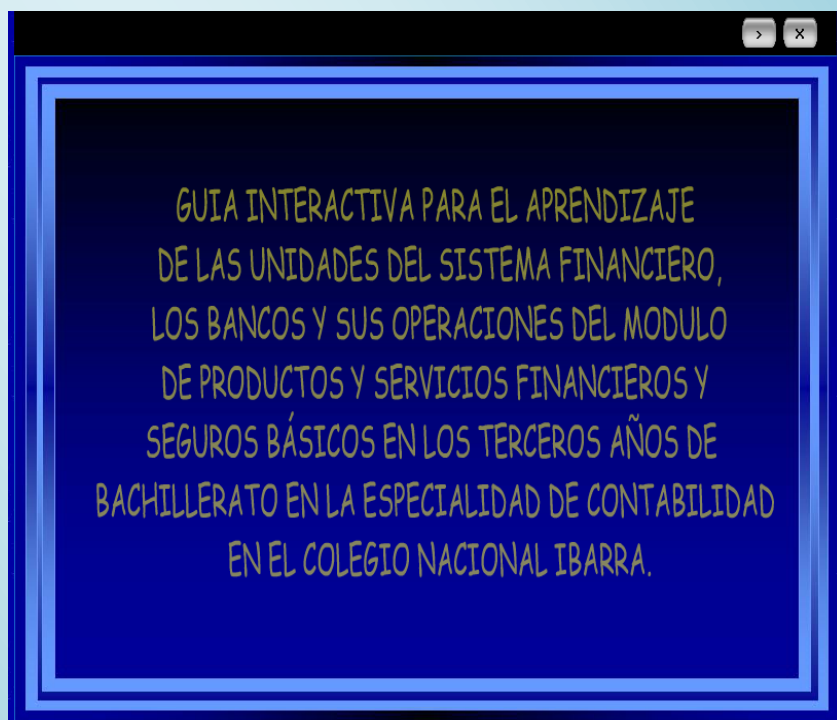 > X
GUIA INTERACTIVA PARA EL APRENDIZAJE
DE LAS UNIDADES DEL SISTEMA FINANCIERO,
LOS BANCOS Y SUS OPERACIONES DEL MODULO
DE PRODUCTOS Y SERVICIOS FINANCIEROS Y
SEGUROS BÁSICOS EN LOS TERCEROS AÑOS DE
BACHILLERATO EN LA ESPECIALIDAD DE CONTABILIDAD
EN EL COLEGIO NACIONAL IBARRA.